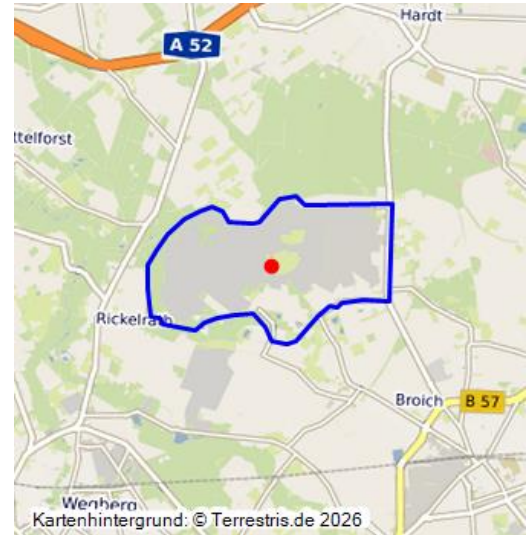 Hardt
A 52
ttelforst
Rickelrath
Broich
B 57
Wegberg
Kartenhintergrund: © Terrestris.de 2026